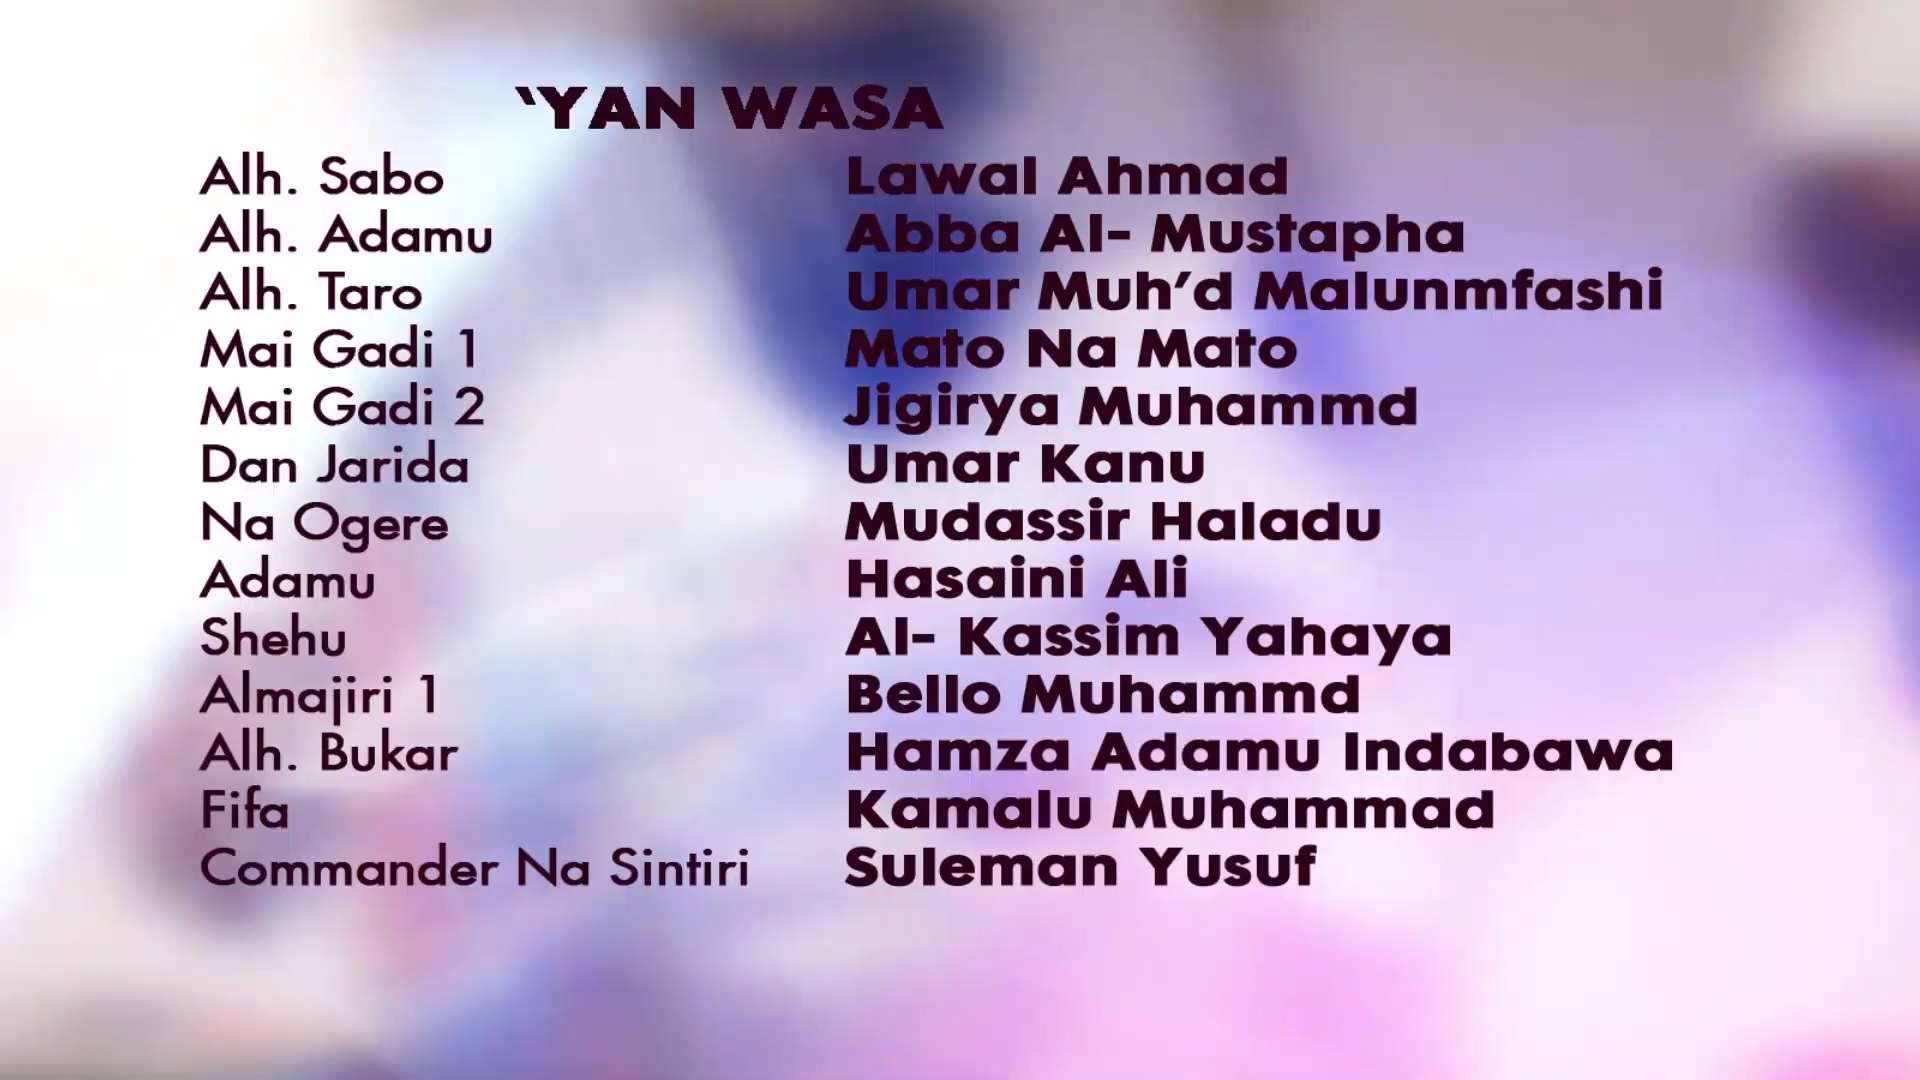 ‘YAN WASA
Alh. Sabo Lawal Ahmad
Alh. Adamu Abba Al- Mustapha
Alh. Taro Umar Muh’d Malunmfashi
Mai Gadi 1 Mato Na Mato
Mai Gadi 2 Jigirya Muhammd
Dan Jarida Umar Kanu
Na Ogere Mudassir Haladu
Adamu Hasaini Ali
Shehu Al- Kassim Yahaya
Almajiri 1 Bello Muhammd
Alh. Bukar Hamza Adamu Indabawa
Fifa Kamalu Muhammad
Commander Na Sintiri Suleman Yusuf